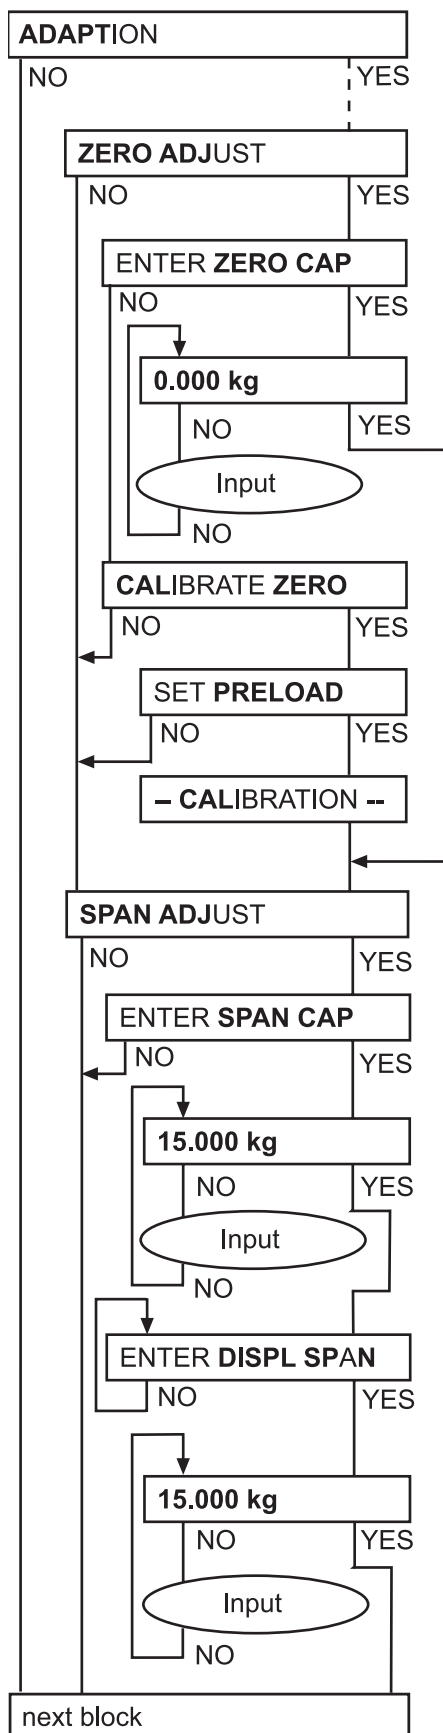 ADAPTION
NO YES
ZERO ADJUST
NO YES
ENTER ZERO CAP
NO YES
0.000 kg
NO YES
Input
NO
CALIBRATE ZERO
NO YES
SET PRELOAD
NO YES
– CALIBRATION --
SPAN ADJUST
NO YES
ENTER SPAN CAP
NO YES
15.000 kg
NO YES
Input
NO
ENTER DISPL SPAN
NO YES
15.000 kg
NO YES
Input
NO
next block